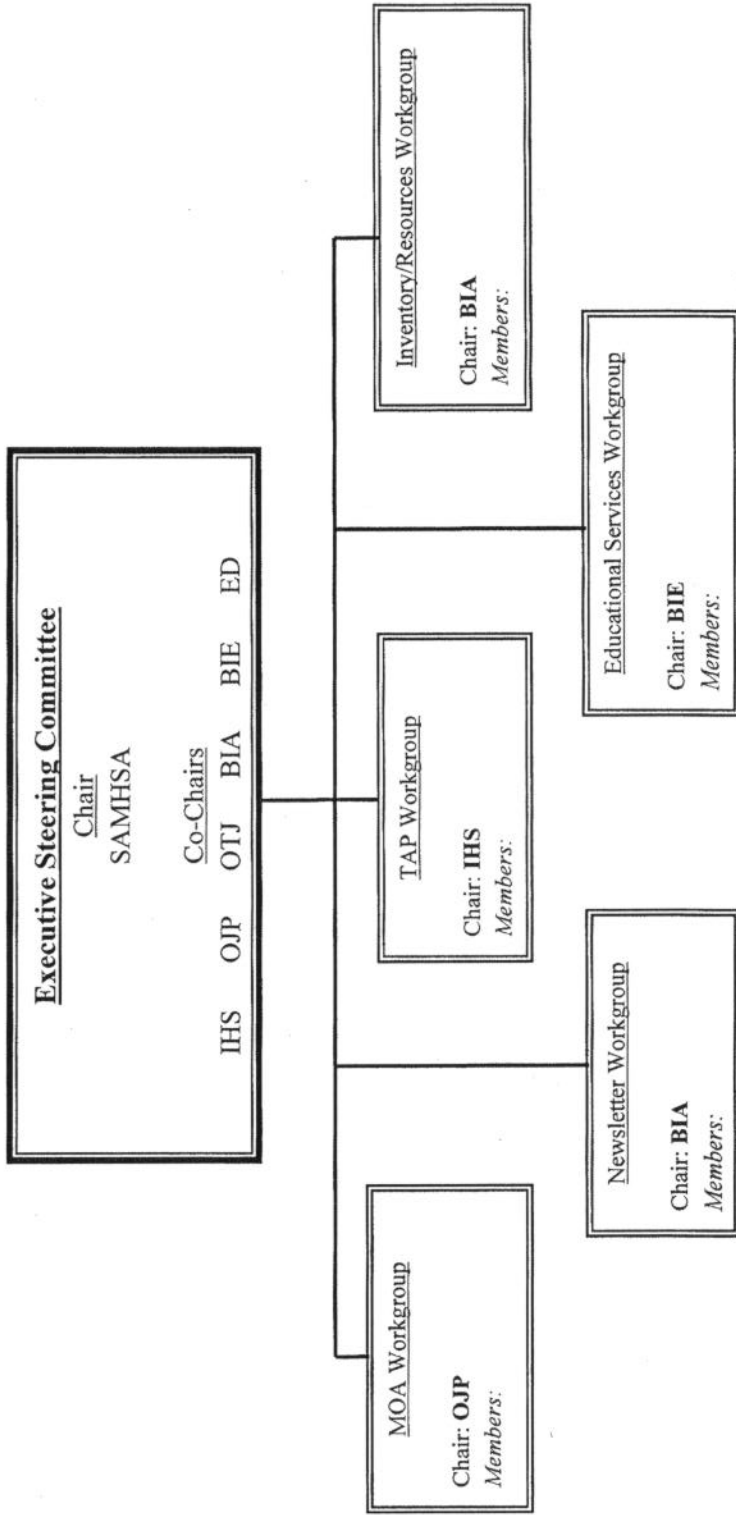 Executive Steering Committee
Chair
SAMHSA
Co-Chairs
IHS OJP OTJ BIA BIE ED
MOA Workgroup
Chair: OJP
Members:
Newsletter Workgroup
Chair: BIA
Members:
TAP Workgroup
Chair: IHS
Members:
Educational Services Workgroup
Chair: BIE
Members:
Inventory/Resources Workgroup
Chair: BIA
Members: